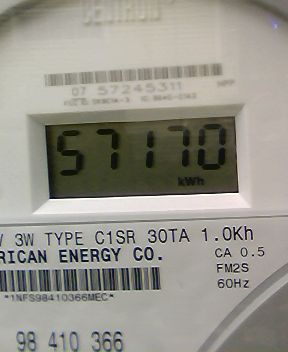 CENTRON
07 57245311
57170
kWh
V 3W TYPE C1SR 30TA 1.0Kh
RICAN ENERGY CO.
CA 0.5
FM2S
60Hz
*1NFS98410366MEC*
98 410 366